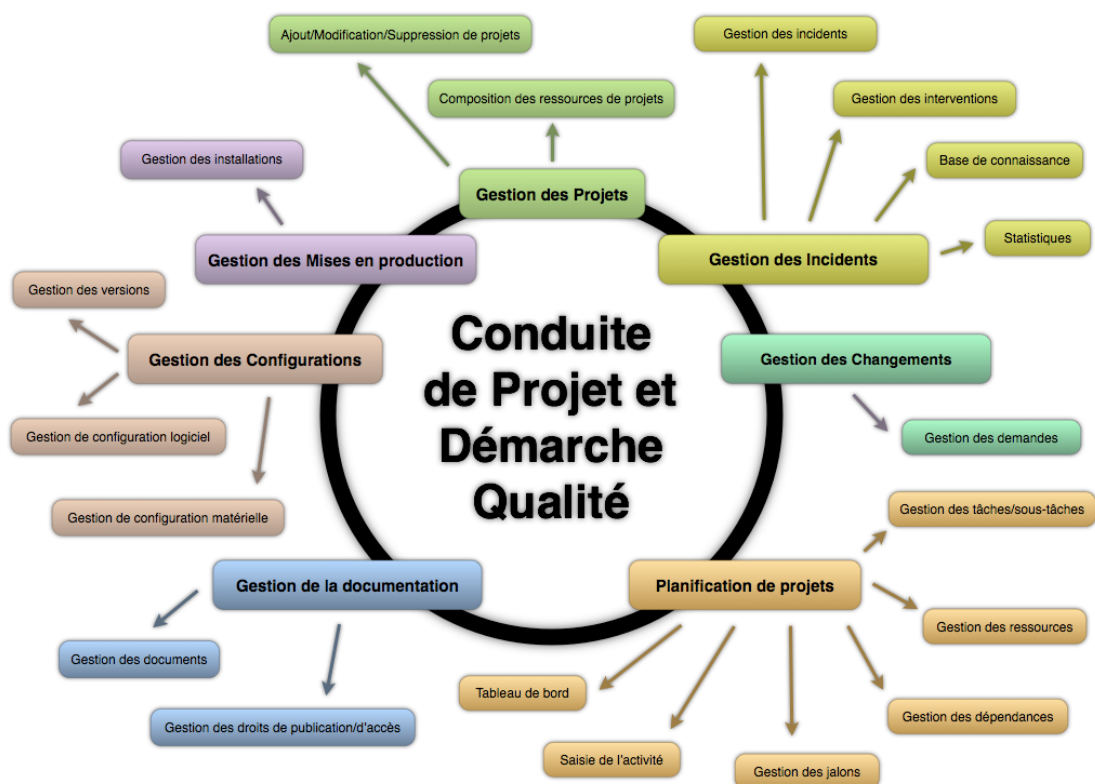 Ajout/Modification/Suppression de projets
Gestion des incidents
Composition des ressources de projets
Gestion des interventions
Gestion des installations
Base de connaissance
Gestion des Projets
Statistiques
Gestion des Mises en production
Gestion des Incidents
Gestion des versions
Conduite
de Projet et
Démarche
Qualité
Gestion des Configurations
Gestion des Changements
Gestion de configuration logiciel
Gestion des demandes
Gestion de configuration matérielle
Gestion des tâches/sous-tâches
Gestion de la documentation
Planification de projets
Gestion des ressources
Gestion des documents
Tableau de bord
Gestion des droits de publication/d'accès
Gestion des dépendances
Saisie de l'activité
Gestion des jalons